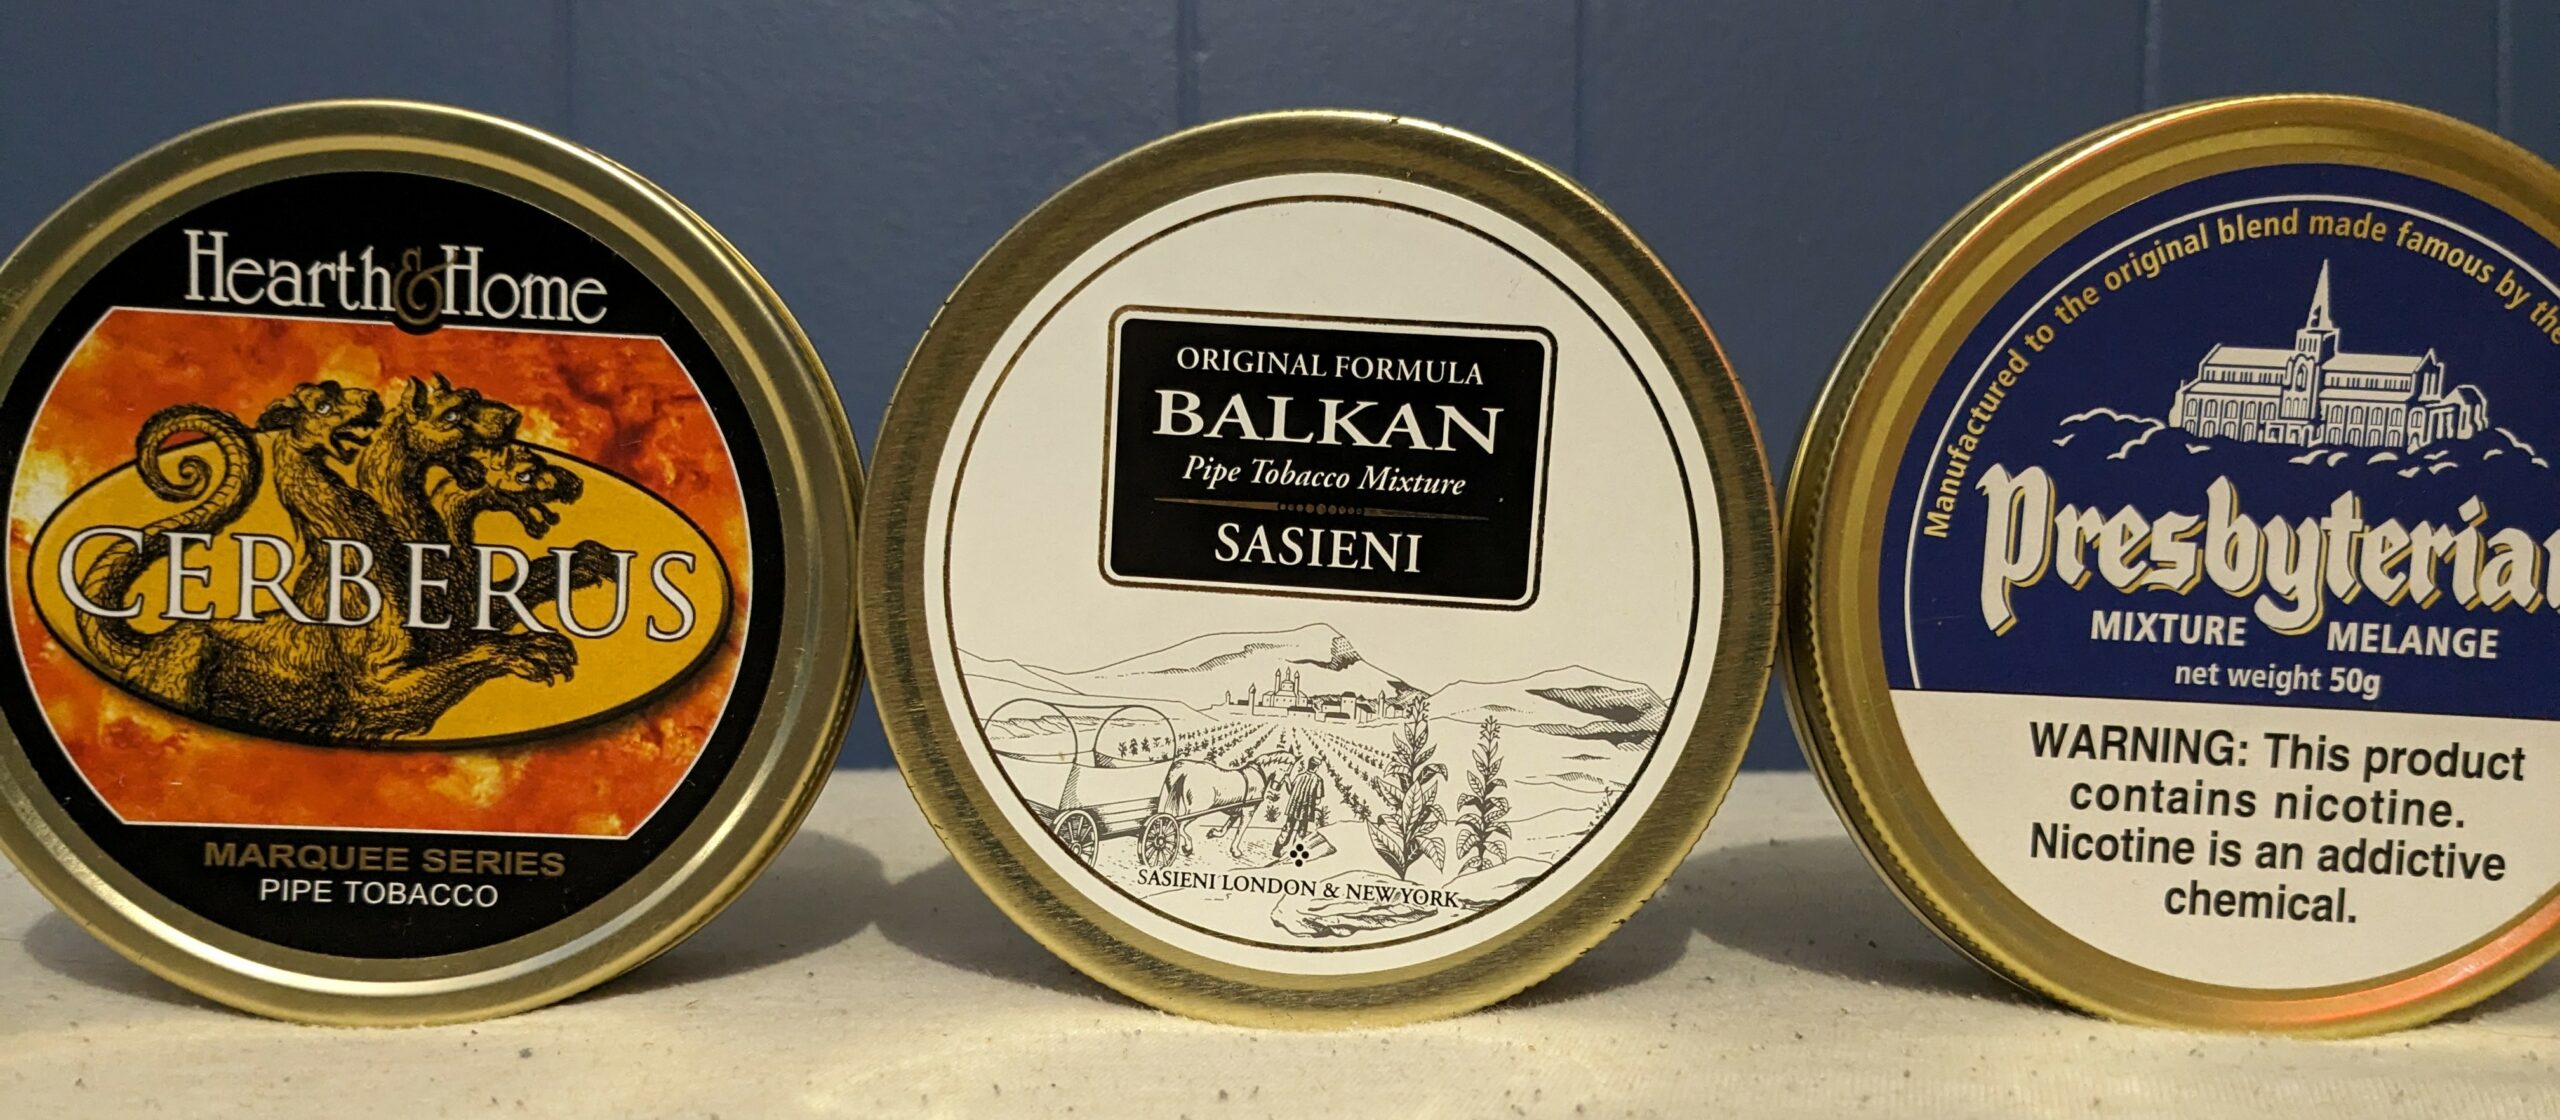 Hearth & Home
CERBERUS
MARQUEE SERIES
PIPE TOBACCO
ORIGINAL FORMULA
BALKAN
Pipe Tobacco Mixture
SASIENI
SASIENI LONDON & NEW YORK
Manufactured to the original blend made famous by the
Presbyterian
MIXTURE MELANGE
net weight 50g
WARNING: This product
contains nicotine.
Nicotine is an addictive
chemical.